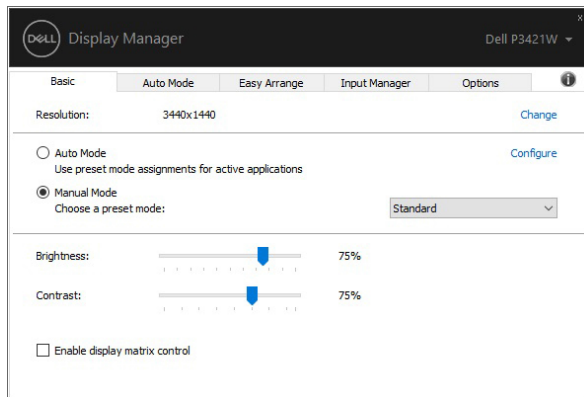 x
DELL Display Manager Dell P3421W
Basic Auto Mode Easy Arrange Input Manager Options i
Resolution: 3440x1440 Change
Auto Mode Configure
Use preset mode assignments for active applications
Manual Mode
Choose a preset mode: Standard
Brightness: 75%
Contrast: 75%
Enable display matrix control